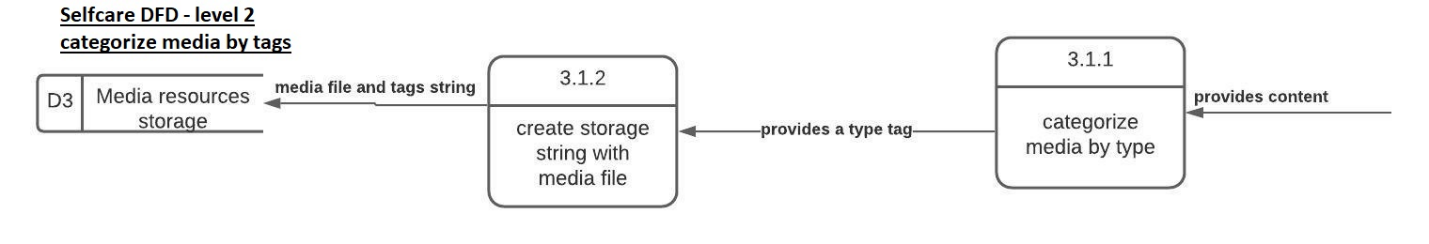 Selfcare DFD - level 2
categorize media by tags
D3
Media resources
storage
media file and tags string
3.1.2
create storage
string with
media file
provides a type tag
3.1.1
categorize
media by type
provides content